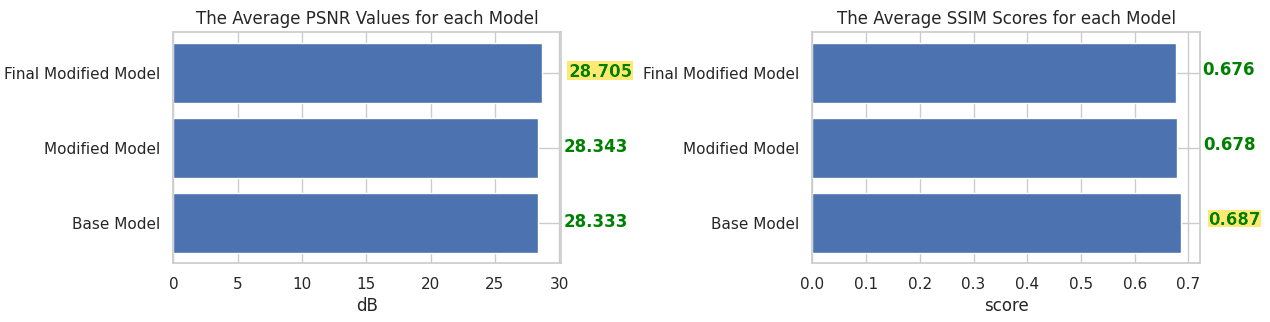 The Average PSNR Values for each Model
Final Modified Model
28.705
Modified Model
28.343
Base Model
28.333
0 5 10 15 20 25 30
dB
The Average SSIM Scores for each Model
Final Modified Model
0.676
Modified Model
0.678
Base Model
0.687
0.0 0.1 0.2 0.3 0.4 0.5 0.6 0.7
score